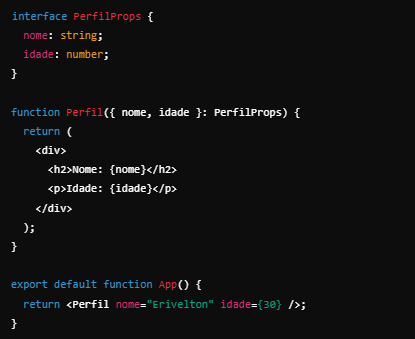 interface PerfilProps {
  nome: string;
  idade: number;
}

function Perfil({ nome, idade }: PerfilProps) {
  return (
    <div>
      <h2>Nome: {nome}</h2>
      <p>Idade: {idade}</p>
    </div>
  );
}

export default function App() {
  return <Perfil nome="Erivelton" idade={30} />;
}